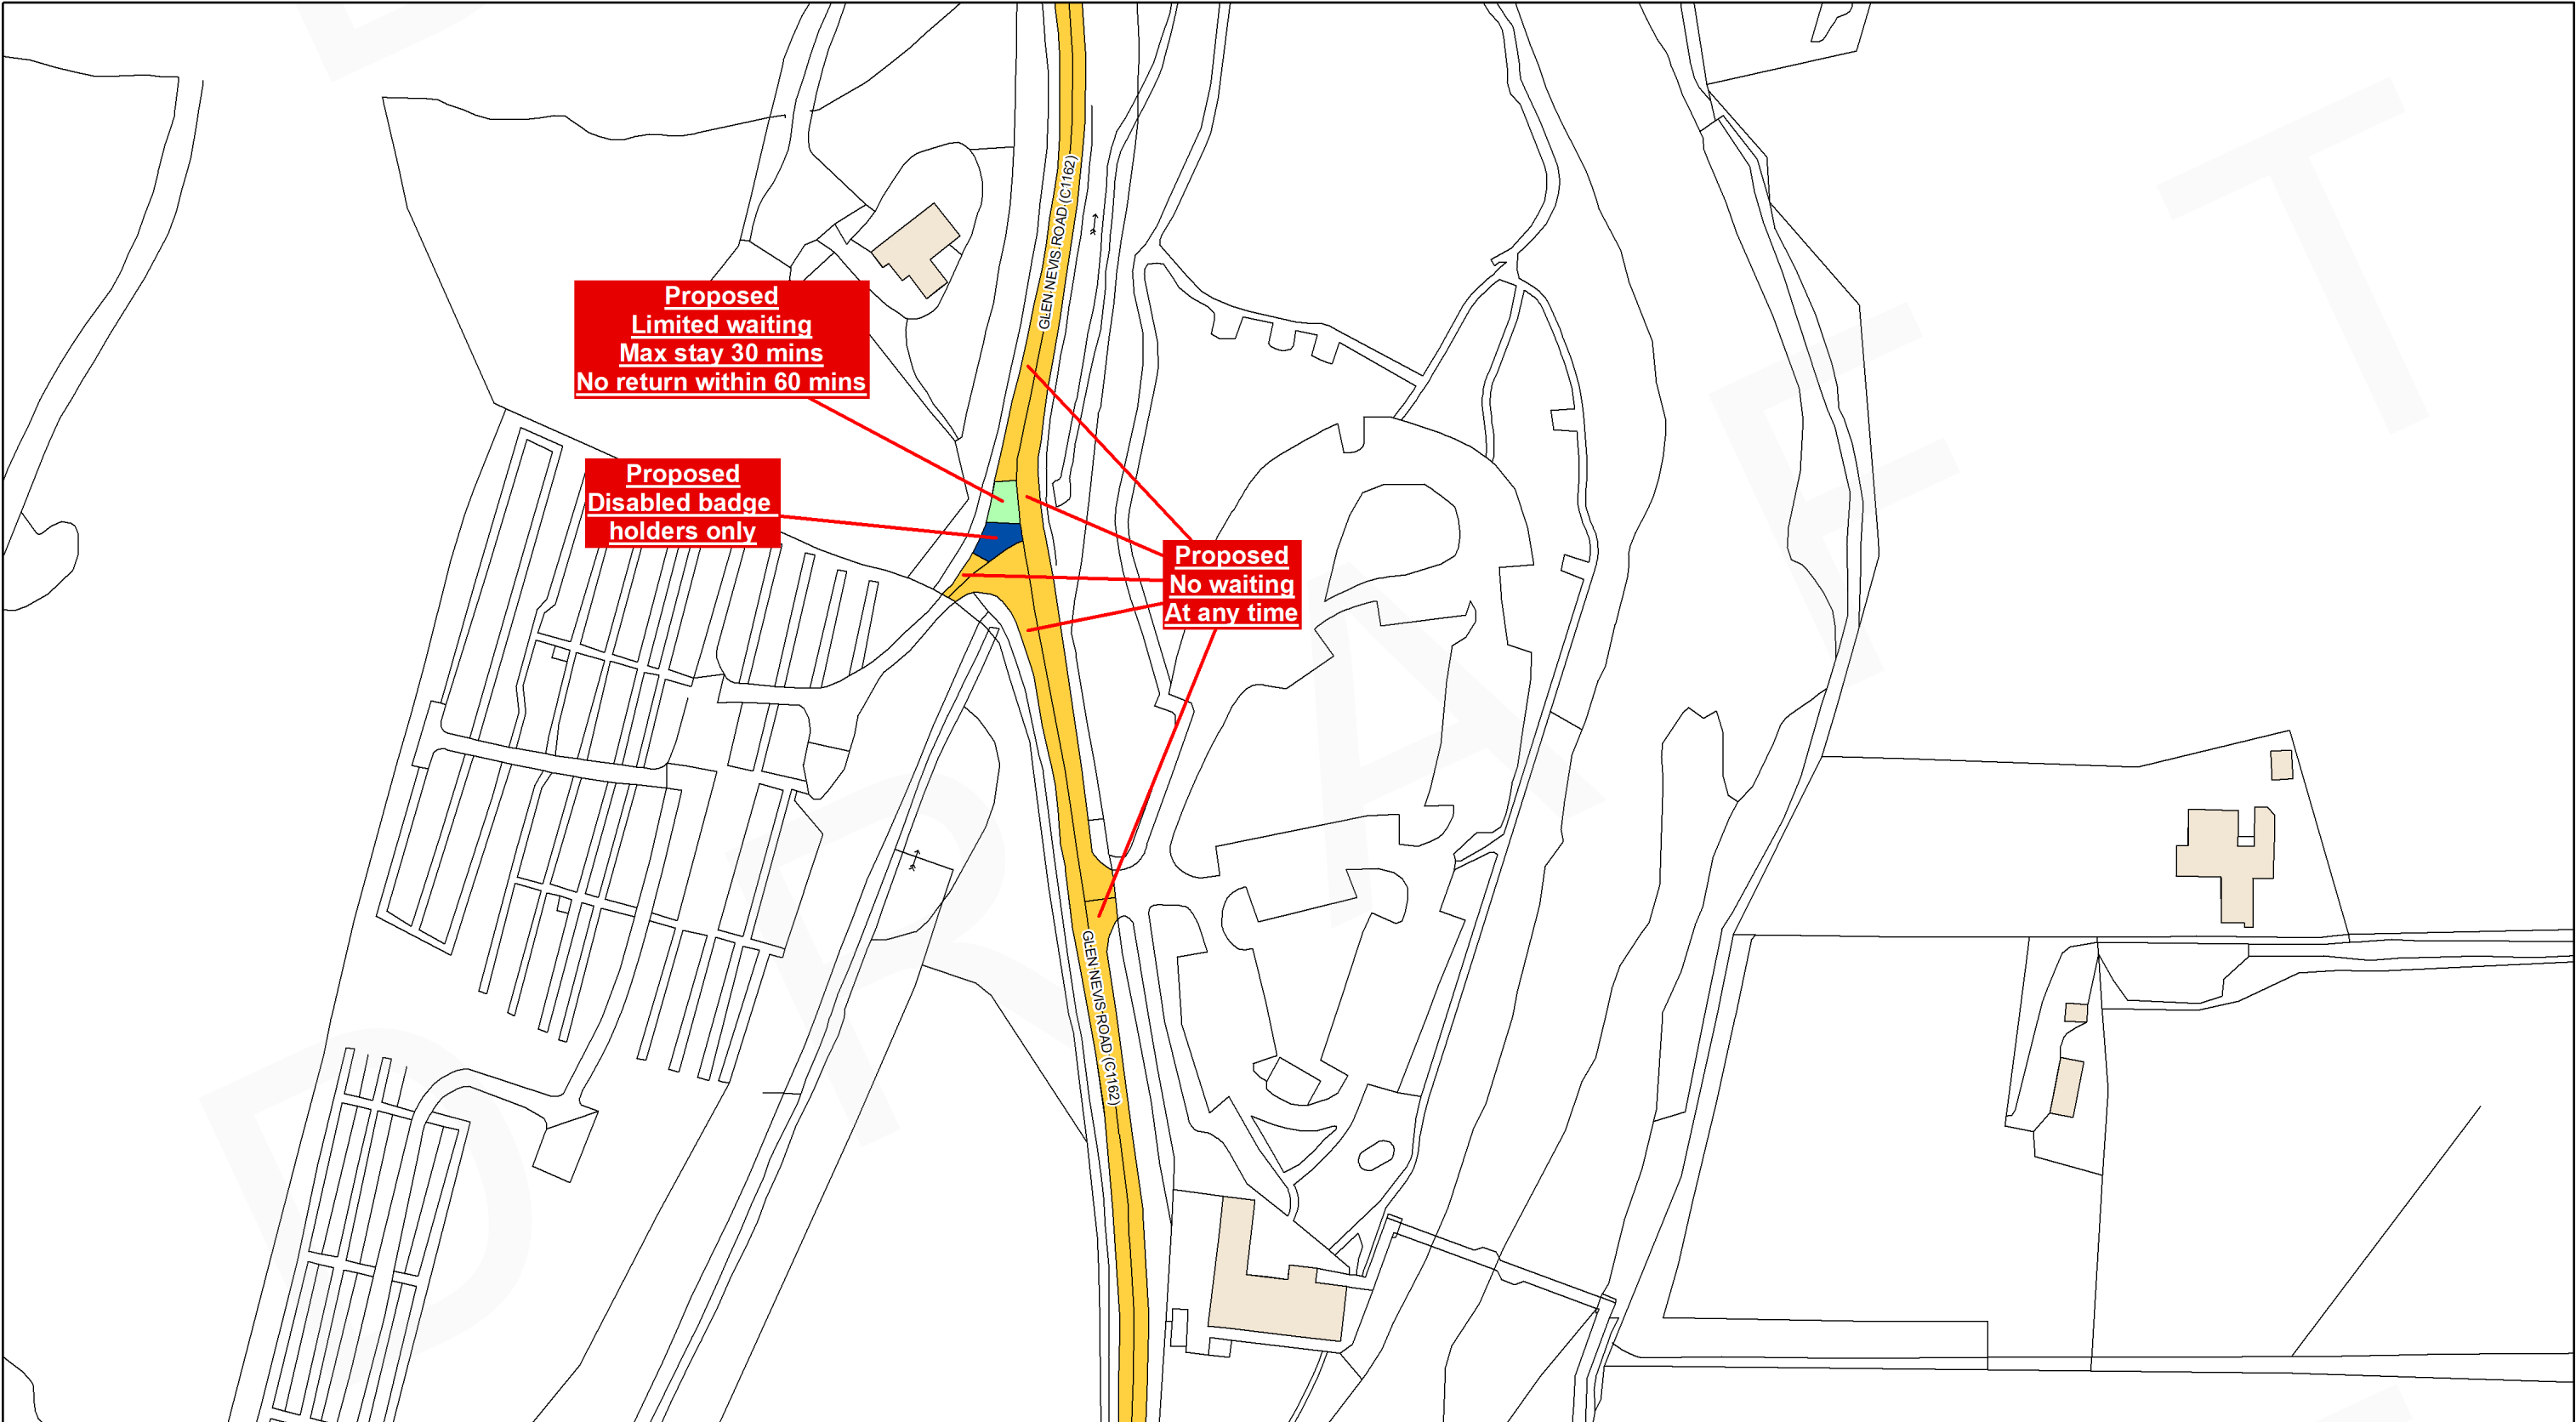 GLEN NEVIS ROAD (C1162)
Proposed
Limited waiting
Max stay 30 mins
No return within 60 mins
Proposed
Disabled badge
holders only
Proposed
No waiting
At any time
GLEN NEVIS ROAD (C1162)
DRAFT